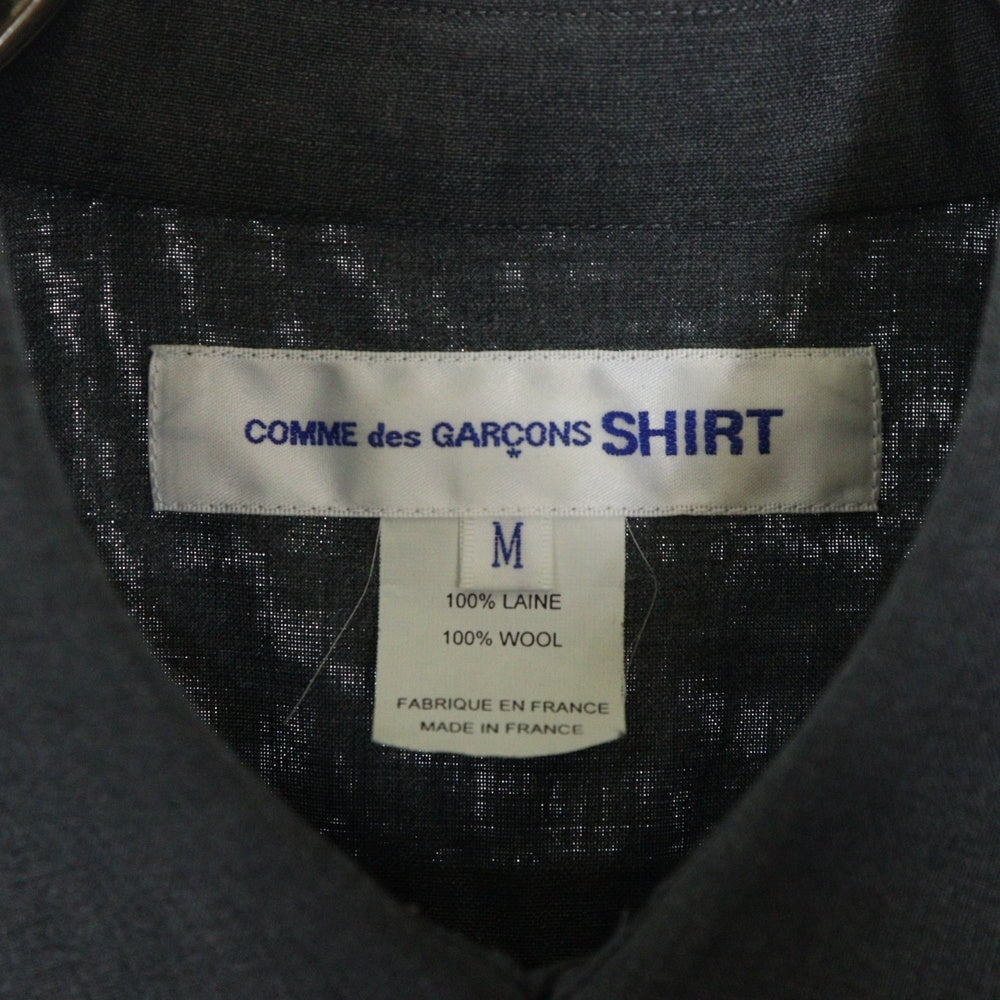 COMME des GARÇONS SHIRT
*
M
100% LAINE
100% WOOL
FABRIQUE EN FRANCE
MADE IN FRANCE